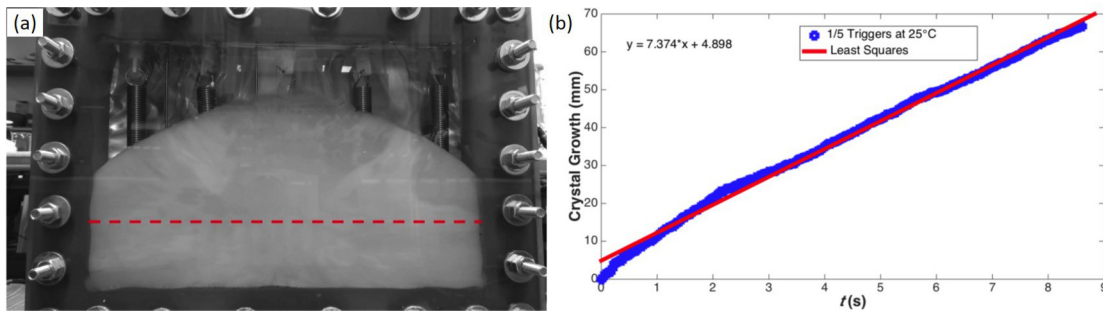 (a)
(b)
70
60
50
40
30
20
10
0
Crystal Growth (mm)
y = 7.374*x + 4.898
1/5 Triggers at 25°C
Least Squares
0 1 2 3 4 5 6 7 8 9
t (s)